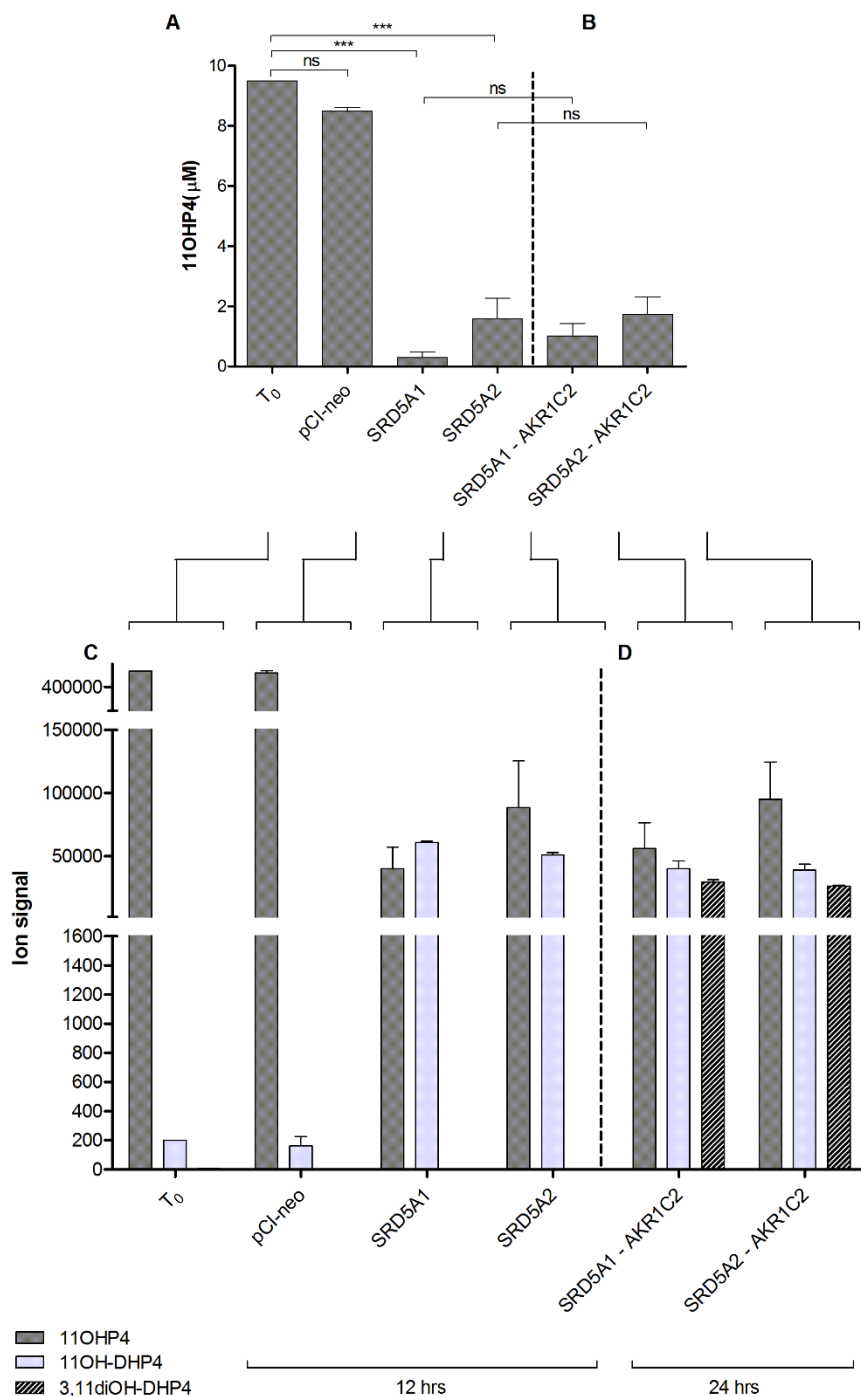 A
B
***
***
ns
ns
ns
10
8
6
4
2
0
11OHP4(μM)
T0
pCI-neo
SRD5A1
SRD5A2
SRD5A1 - AKR1C2
SRD5A2 - AKR1C2
C
D
400000
150000
100000
50000
1600
1400
1200
1000
800
600
400
200
0
Ion signal
T0
pCI-neo
SRD5A1
SRD5A2
SRD5A1 - AKR1C2
SRD5A2 - AKR1C2
11OHP4
11OH-DHP4
3,11diOH-DHP4
12 hrs
24 hrs